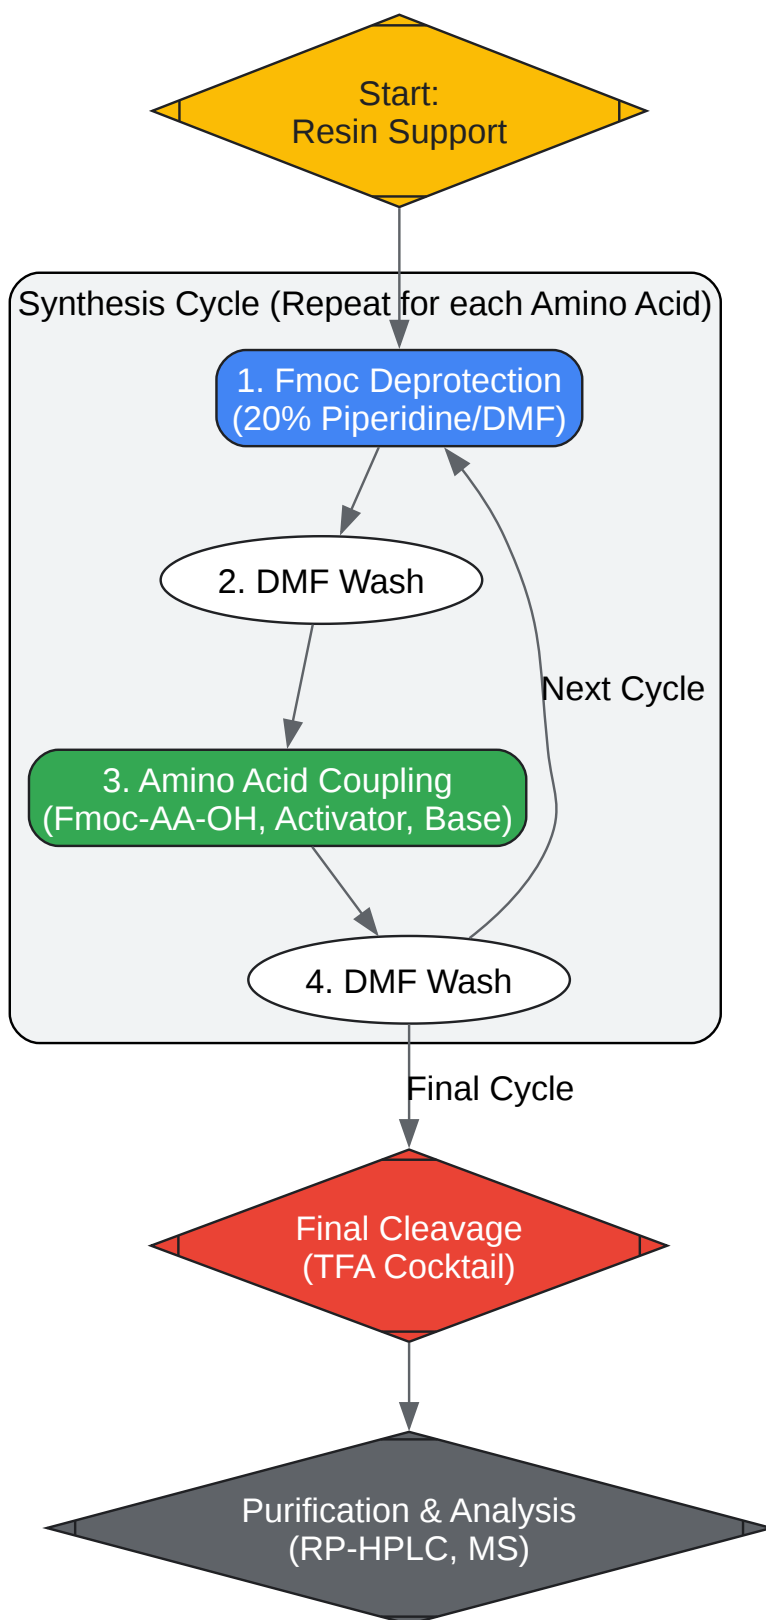 Start:
Resin Support
Synthesis Cycle (Repeat for each Amino Acid)
1. Fmoc Deprotection
(20% Piperidine/DMF)
2. DMF Wash
Next Cycle
3. Amino Acid Coupling
(Fmoc-AA-OH, Activator, Base)
4. DMF Wash
Final Cycle
Final Cleavage
(TFA Cocktail)
Purification & Analysis
(RP-HPLC, MS)